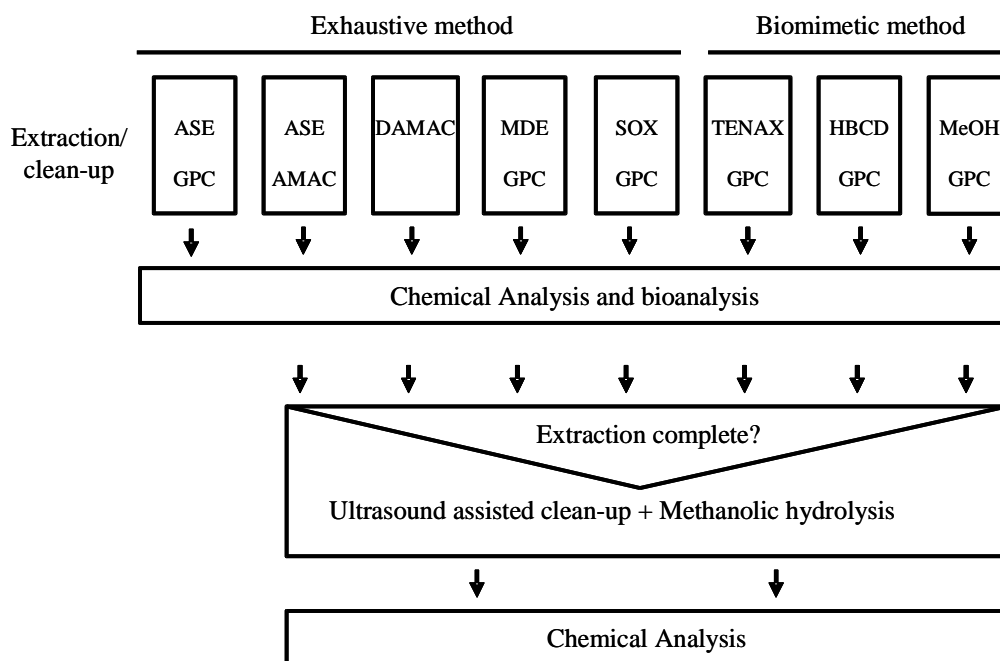 Exhaustive method
Biomimetic method
Extraction/
clean-up
ASE
GPC
ASE
AMAC
DAMAC
MDE
GPC
SOX
GPC
TENAX
GPC
HBCD
GPC
MeOH
GPC
Chemical Analysis and bioanalysis
Extraction complete?
Ultrasound assisted clean-up + Methanolic hydrolysis
Chemical Analysis